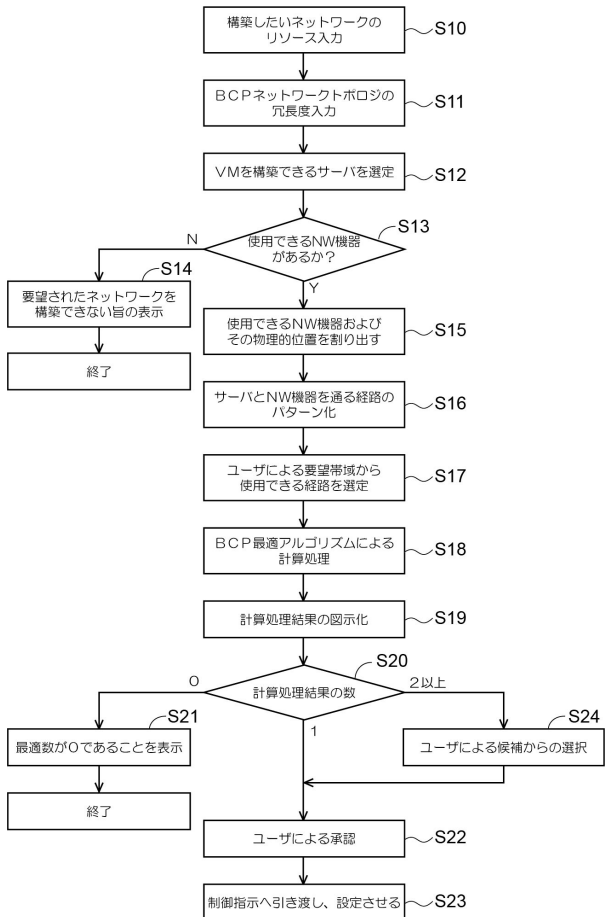 構築したいネットワークの
リソース入力
S10
BCPネットワークトポロジの
冗長度入力
S11
VMを構築できるサーバを選定
S12
使用できるNW機器
があるか？
S13
N
Y
要望されたネットワークを
構築できない旨の表示
S14
終了
使用できるNW機器および
その物理的位置を割り出す
S15
サーバとNW機器を通る経路の
パターン化
S16
ユーザによる要望帯域から
使用できる経路を選定
S17
BCP最適アルゴリズムによる
計算処理
S18
計算処理結果の図示化
S19
計算処理結果の数
S20
0
1
2以上
最適数が0であることを表示
S21
終了
ユーザによる候補からの選択
S24
ユーザによる承認
S22
制御指示へ引き渡し、設定させる
S23